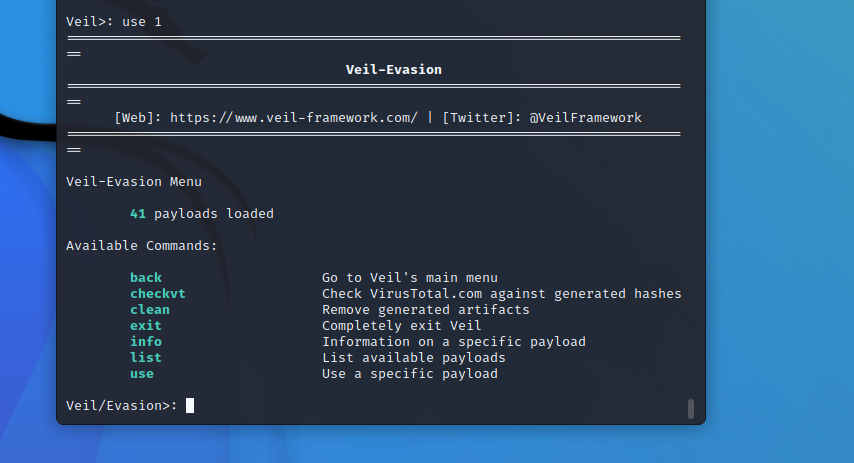 Veil>: use 1
================================================================================
==
Veil-Evasion
================================================================================
==
[Web]: https://www.veil-framework.com/ | [Twitter]: @VeilFramework
================================================================================
==
Veil-Evasion Menu
41 payloads loaded
Available Commands:
back Go to Veil's main menu
checkvt Check VirusTotal.com against generated hashes
clean Remove generated artifacts
exit Completely exit Veil
info Information on a specific payload
list List available payloads
use Use a specific payload
Veil/Evasion>: